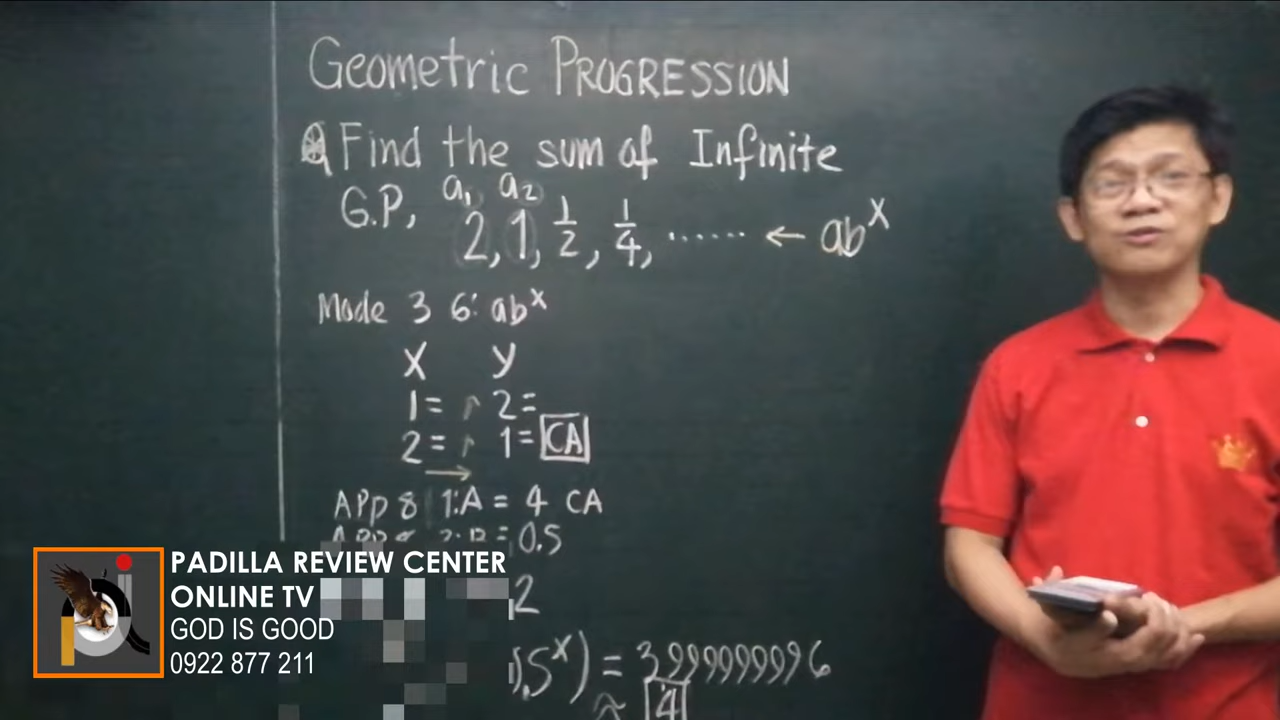 Geometric PROGRESSION
Find the sum of Infinite
a1 a2
G.P, 2, 1, 1/2, 1/4, ...... ← ab^x
Mode 3 6: ab^x
X Y
1= 2=
2= 1= CA
→
APP 8 1:A = 4 CA
= 0.5
2
.5^x) = 3.999999996
≈ 4
PADILLA REVIEW CENTER
ONLINE TV
GOD IS GOOD
0922 877 211